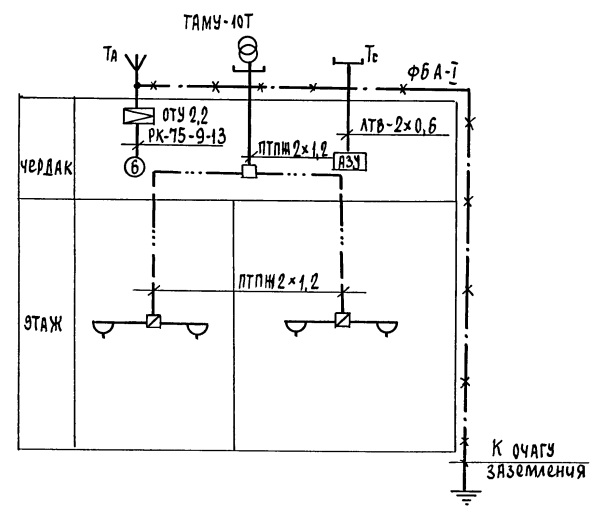 ТАМУ-10Т
ТА
Тс
ФБА-I
ОТУ 2,2
РК-75-9-13
ЛТВ-2×0,6
ПТПЖ 2×1,2
АЗУ
6
ЧЕРДАК
ПТПЖ 2×1,2
ЭТАЖ
К ОЧАГУ
ЗАЗЕМЛЕНИЯ